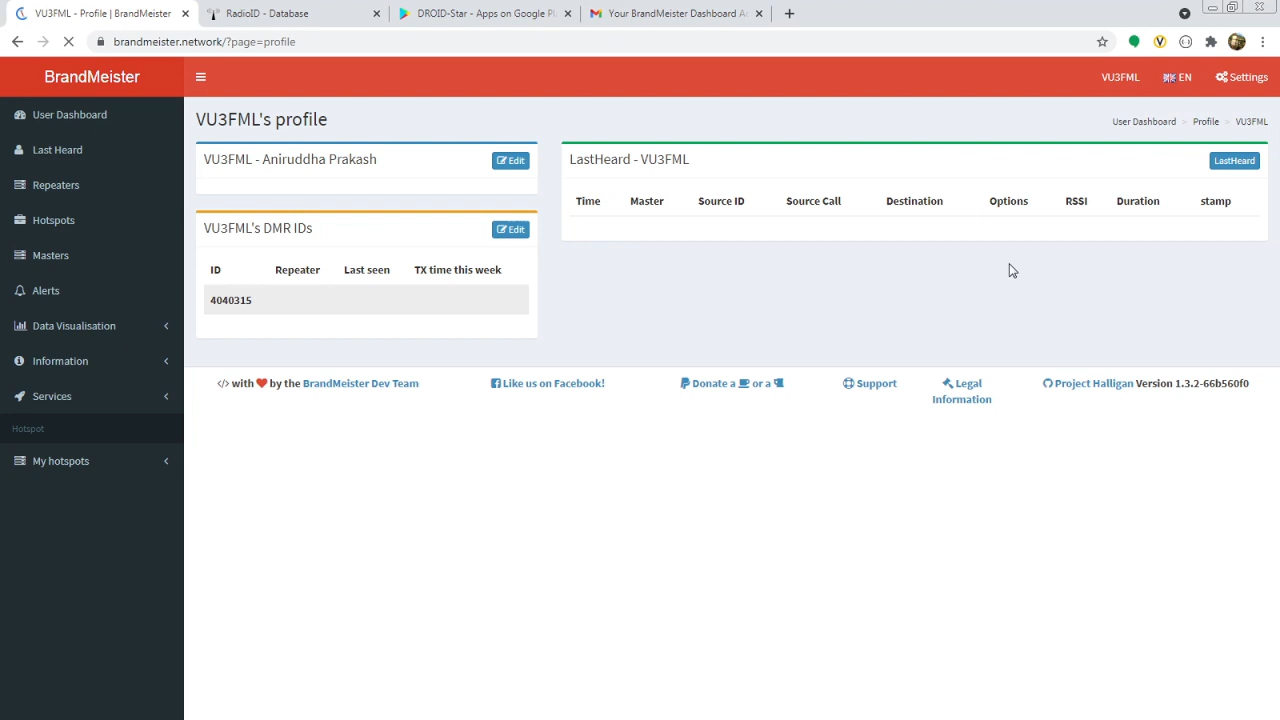 VU3FML - Profile | BrandMeister
RadioID - Database
DROID-Star - Apps on Google Pl
Your BrandMeister Dashboard Ac
brandmeister.network/?page=profile
BrandMeister
VU3FML
EN
Settings
User Dashboard
Last Heard
Repeaters
Hotspots
Masters
Alerts
Data Visualisation
Information
Services
Hotspot
My hotspots
VU3FML's profile
User Dashboard > Profile > VU3FML
VU3FML - Aniruddha Prakash
Edit
VU3FML's DMR IDs
Edit
ID Repeater Last seen TX time this week
4040315
LastHeard - VU3FML
LastHeard
Time Master Source ID Source Call Destination Options RSSI Duration stamp
</> with ❤ by the BrandMeister Dev Team
Like us on Facebook!
Donate a or a
Support
Legal
Information
Project Halligan Version 1.3.2-66b560f0